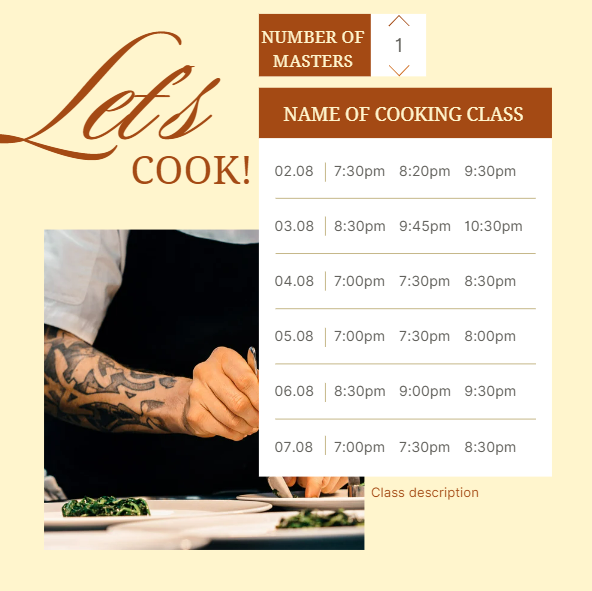 Let's
COOK!
NUMBER OF
MASTERS
1
NAME OF COOKING CLASS
02.08 7:30pm 8:20pm 9:30pm
03.08 8:30pm 9:45pm 10:30pm
04.08 7:00pm 7:30pm 8:30pm
05.08 7:00pm 7:30pm 8:00pm
06.08 8:30pm 9:00pm 9:30pm
07.08 7:00pm 7:30pm 8:30pm
Class description